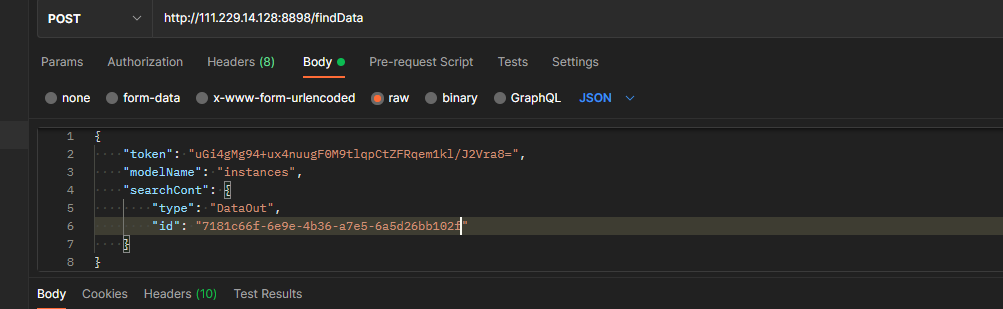 POST http://111.229.14.128:8898/findData
Params Authorization Headers (8) Body Pre-request Script Tests Settings
none form-data x-www-form-urlencoded raw binary GraphQL JSON
1 {
2 "token": "uGi4gMg94+ux4nuugF0M9tlqpCtZFRqem1kl/J2Vra8=",
3 "modelName": "instances",
4 "searchCont": {
5 "type": "DataOut",
6 "id": "7181c66f-6e9e-4b36-a7e5-6a5d26bb102f"
7 }
8 }
Body Cookies Headers (10) Test Results